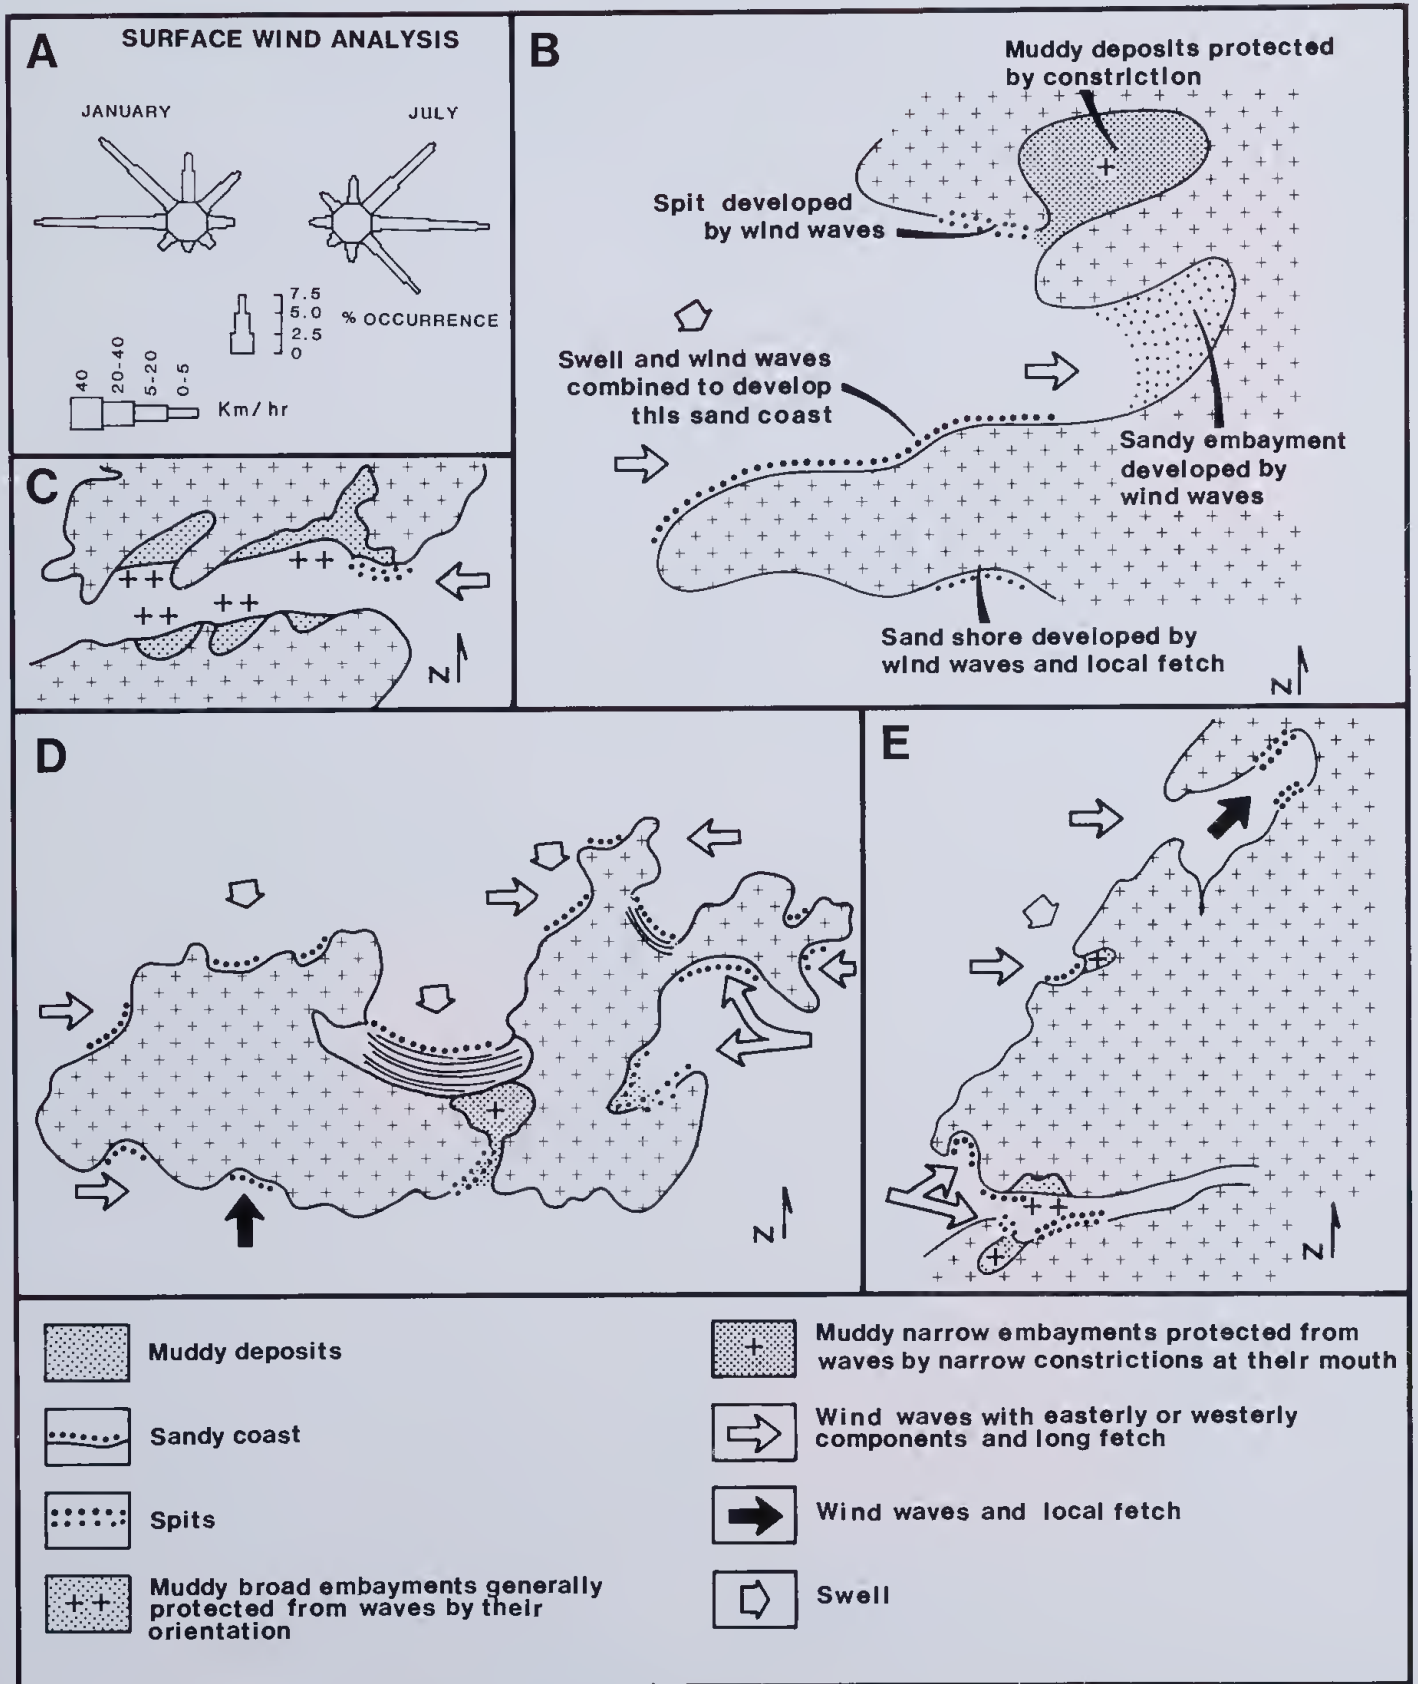 A
SURFACE WIND ANALYSIS
JANUARY
JULY
7.5
5.0
2.5
0
% OCCURRENCE
40
20-40
5-20
0-5
Km/hr
B
Muddy deposits protected
by constriction
Spit developed
by wind waves
Swell and wind waves
combined to develop
this sand coast
Sandy embayment
developed by
wind waves
Sand shore developed by
wind waves and local fetch
N
C
N
D
N
E
N
Muddy deposits
Sandy coast
Spits
Muddy broad embayments generally
protected from waves by their
orientation
Muddy narrow embayments protected from
waves by narrow constrictions at their mouth
Wind waves with easterly or westerly
components and long fetch
Wind waves and local fetch
Swell